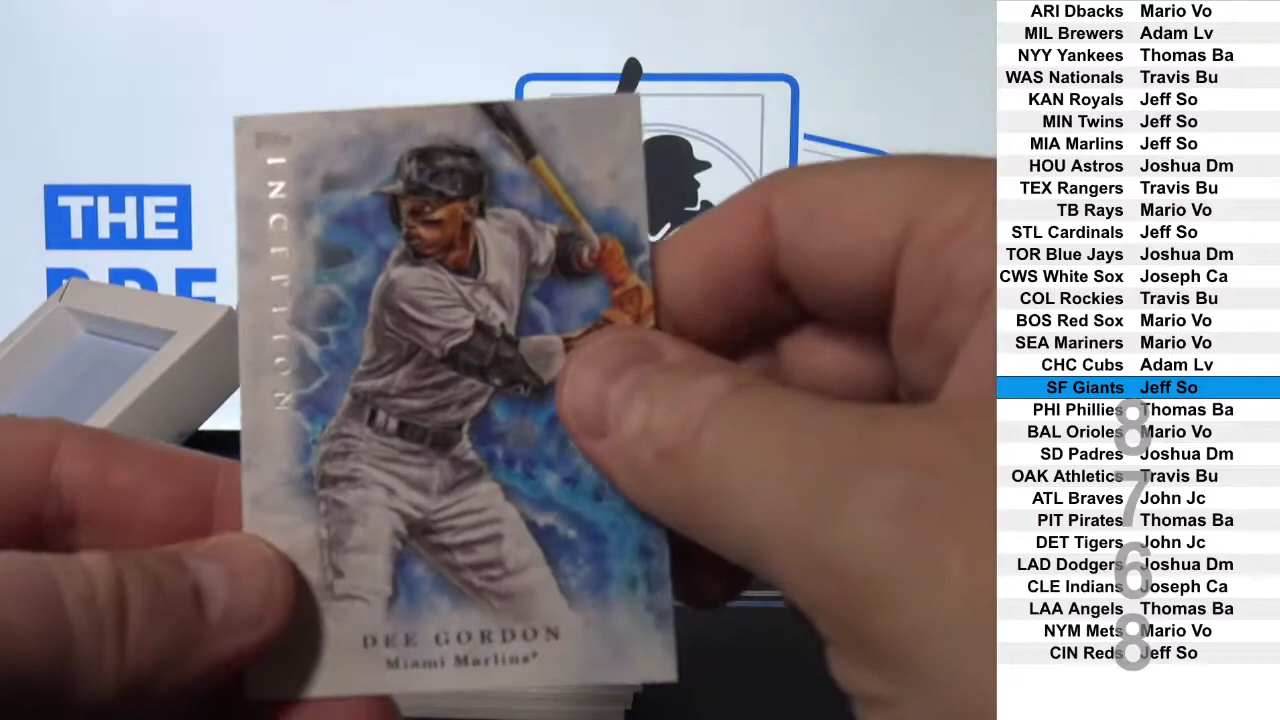 THE
INCEPTION
DEE GORDON
Miami Marlins®
ARI Dbacks Mario Vo
MIL Brewers Adam Lv
NYY Yankees Thomas Ba
WAS Nationals Travis Bu
KAN Royals Jeff So
MIN Twins Jeff So
MIA Marlins Jeff So
HOU Astros Joshua Dm
TEX Rangers Travis Bu
TB Rays Mario Vo
STL Cardinals Jeff So
TOR Blue Jays Joshua Dm
CWS White Sox Joseph Ca
COL Rockies Travis Bu
BOS Red Sox Mario Vo
SEA Mariners Mario Vo
CHC Cubs Adam Lv
SF Giants Jeff So
PHI Phillies Thomas Ba
BAL Orioles Mario Vo
SD Padres Joshua Dm
OAK Athletics Travis Bu
ATL Braves John Jc
PIT Pirates Thomas Ba
DET Tigers John Jc
LAD Dodgers Joshua Dm
CLE Indians Joseph Ca
LAA Angels Thomas Ba
NYM Mets Mario Vo
CIN Reds Jeff So
8
7
6
8